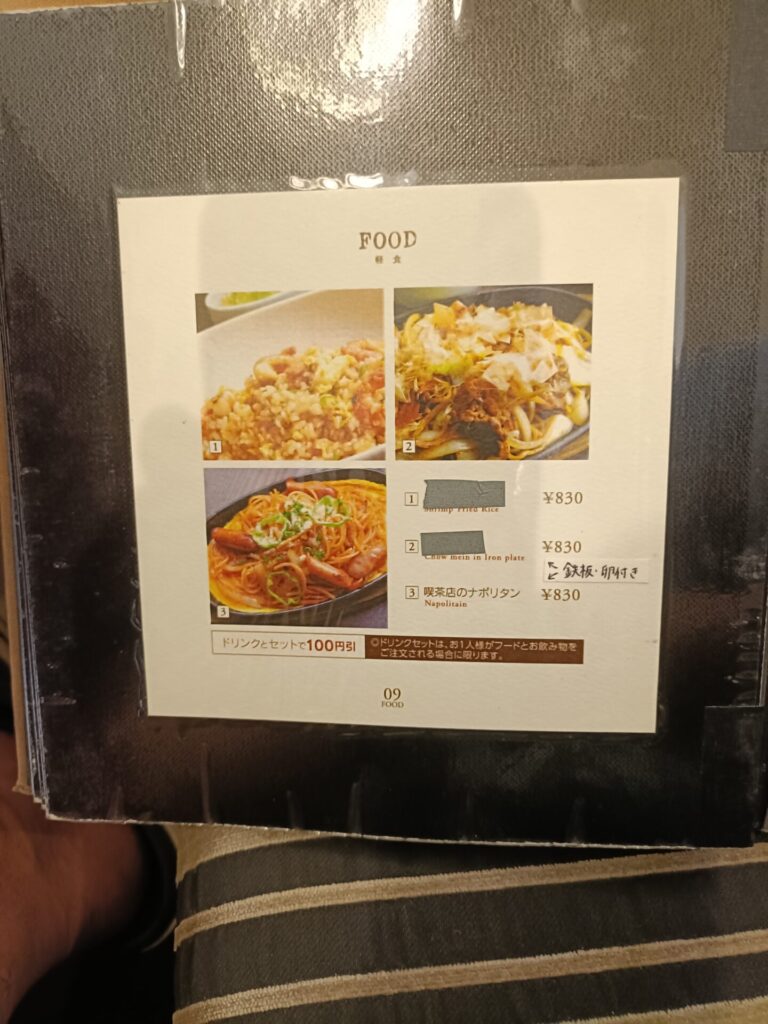 FOOD
軽食
1
2
3
1 ¥830
Shrimp Fried Rice
2 ¥830
Chow mein in Iron plate
鉄板・卵付き
3 喫茶店のナポリタン ¥830
Napolitain
ドリンクとセットで100円引
◎ドリンクセットは、お1人様がフードとお飲み物を
ご注文される場合に限ります。
09
FOOD